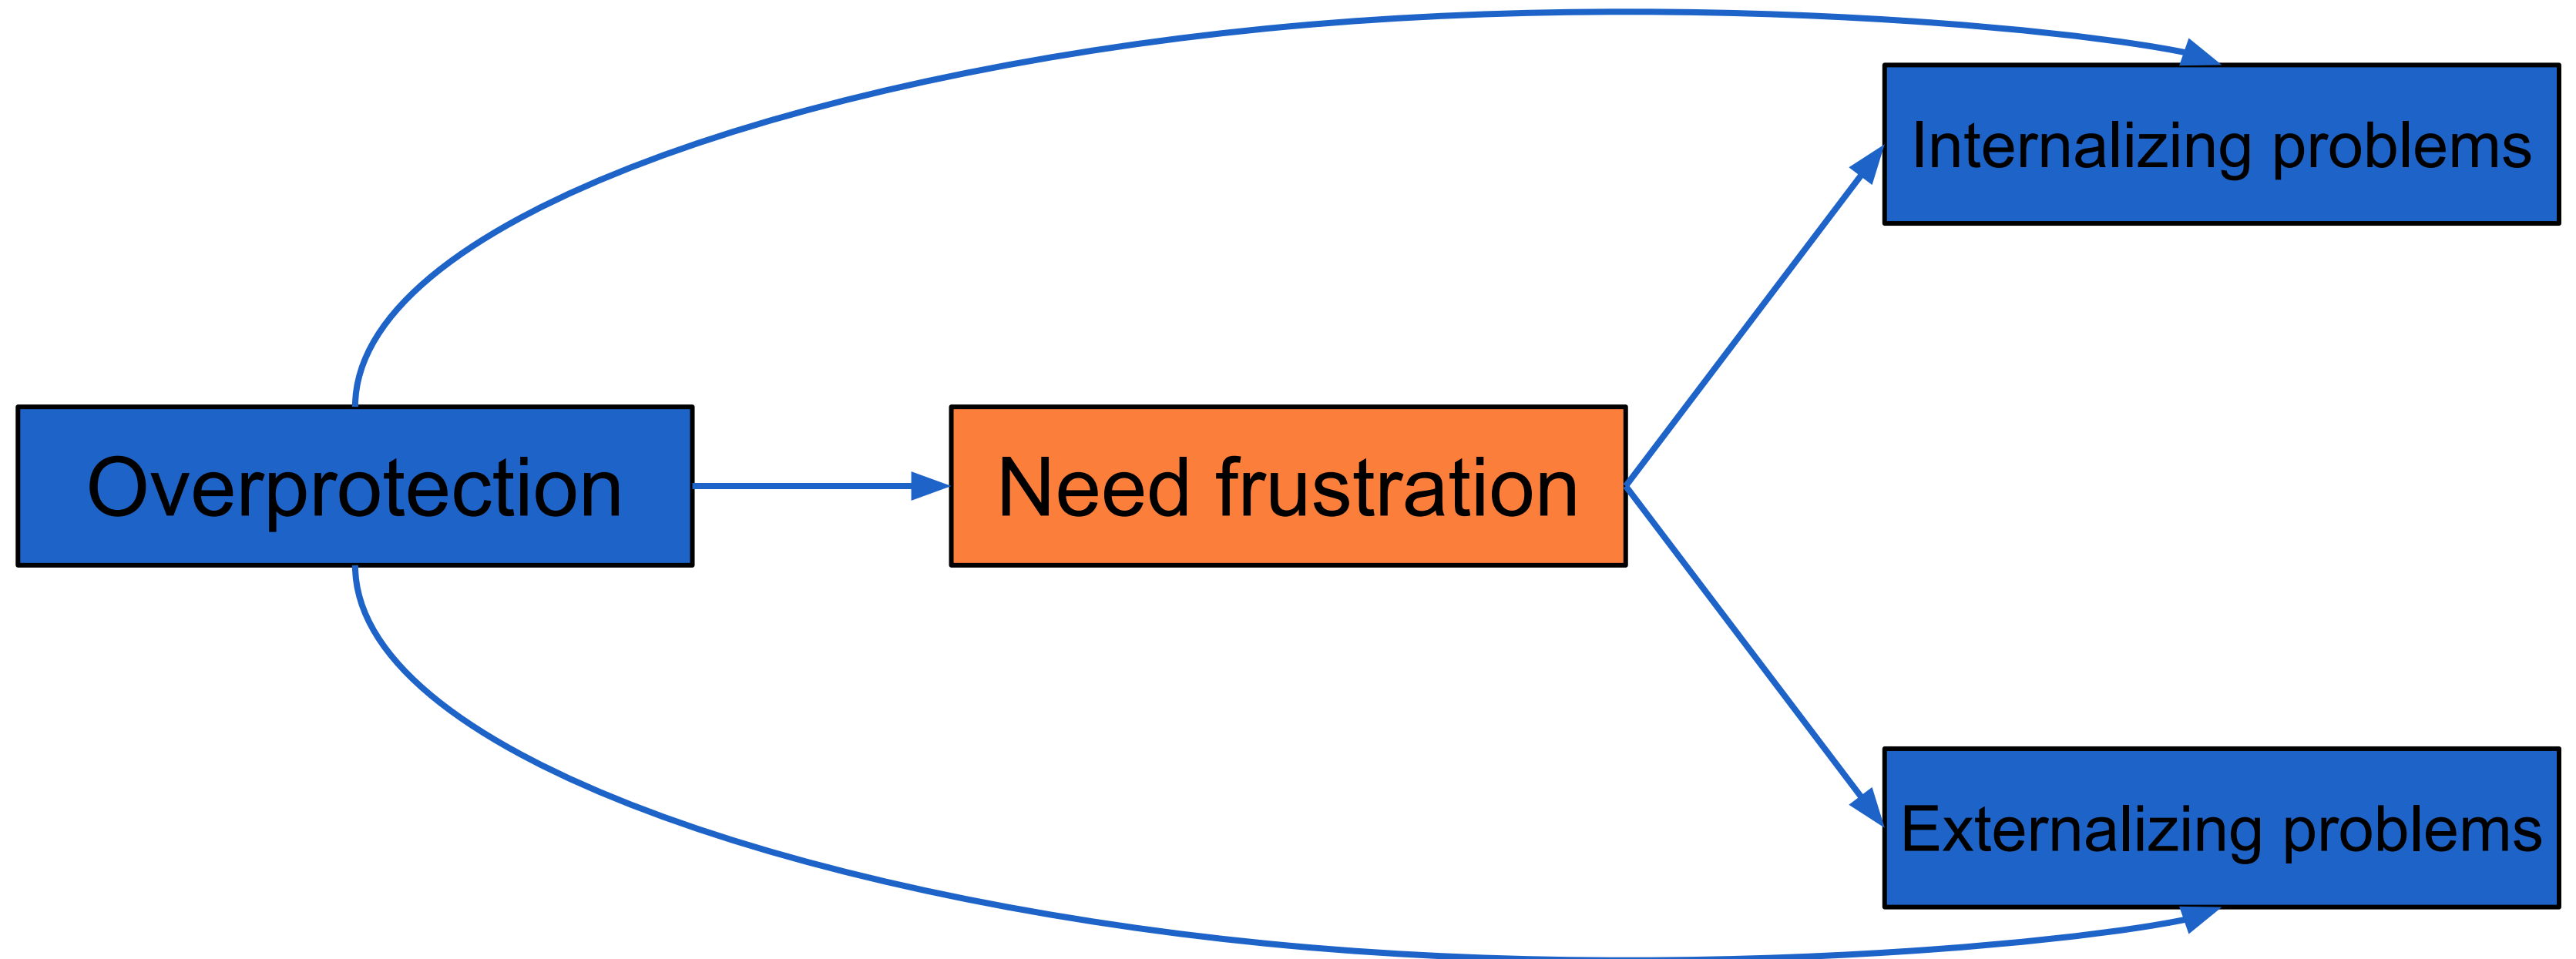 Internalizing problems
Overprotection
Need frustration
Externalizing problems